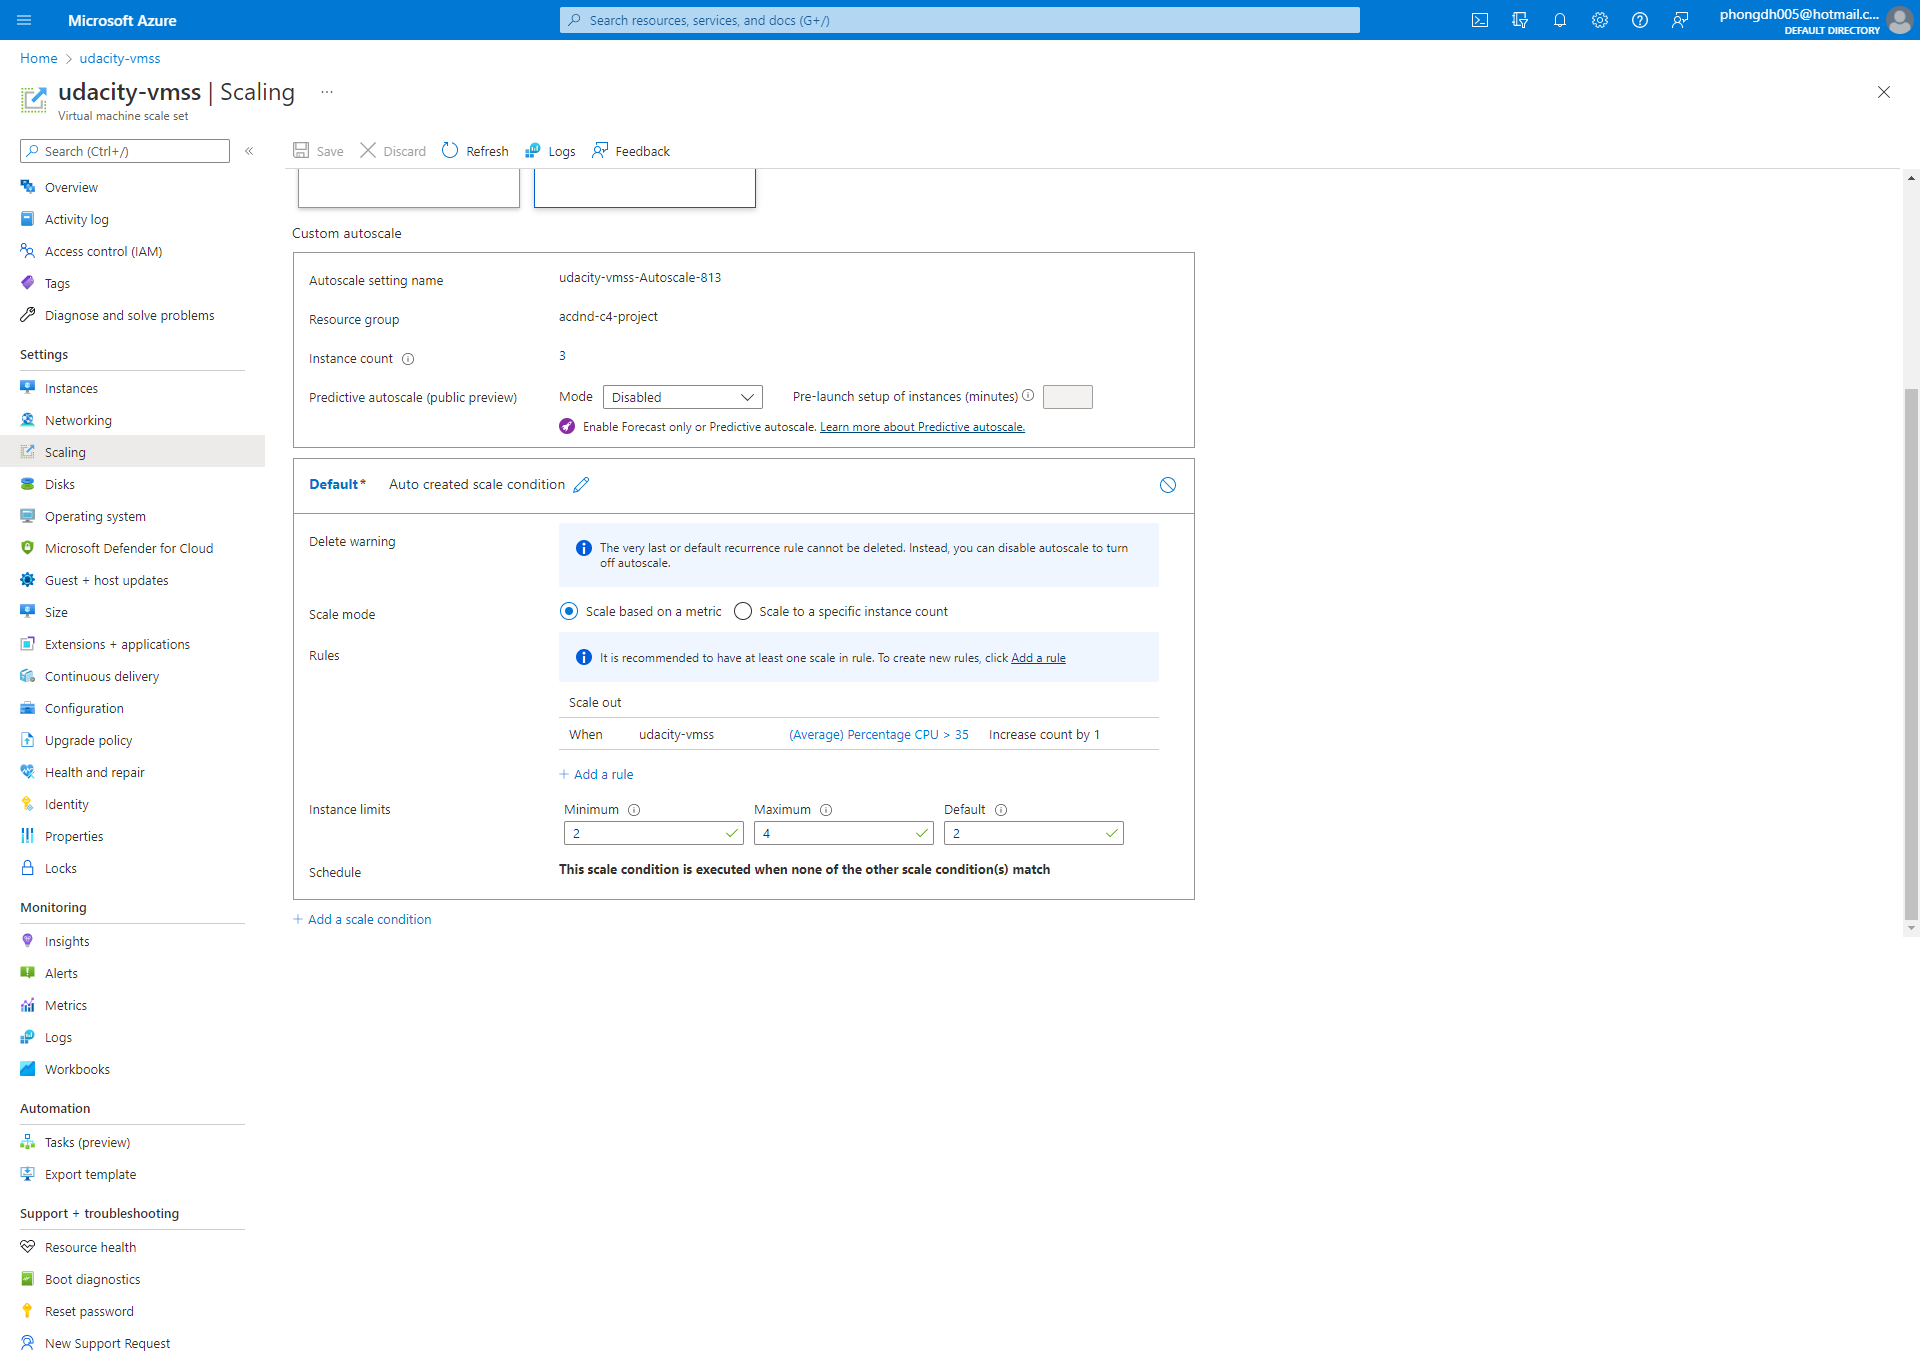 Microsoft Azure
Search resources, services, and docs (G+/)
phongdh005@hotmail.c...
DEFAULT DIRECTORY
Home
udacity-vmss
udacity-vmss | Scaling
...
Virtual machine scale set
Search (Ctrl+/)
«
Save
Discard
Refresh
Logs
Feedback
Overview
Activity log
Access control (IAM)
Tags
Diagnose and solve problems
Settings
Instances
Networking
Scaling
Disks
Operating system
Microsoft Defender for Cloud
Guest + host updates
Size
Extensions + applications
Continuous delivery
Configuration
Upgrade policy
Health and repair
Identity
Properties
Locks
Monitoring
Insights
Alerts
Metrics
Logs
Workbooks
Automation
Tasks (preview)
Export template
Support + troubleshooting
Resource health
Boot diagnostics
Reset password
New Support Request
Custom autoscale
Autoscale setting name
udacity-vmss-Autoscale-813
Resource group
acdnd-c4-project
Instance count
3
Predictive autoscale (public preview)
Mode
Disabled
Pre-launch setup of instances (minutes)
Enable Forecast only or Predictive autoscale. Learn more about Predictive autoscale.
Default*
Auto created scale condition
Delete warning
The very last or default recurrence rule cannot be deleted. Instead, you can disable autoscale to turn
off autoscale.
Scale mode
Scale based on a metric
Scale to a specific instance count
Rules
It is recommended to have at least one scale in rule. To create new rules, click Add a rule
Scale out
When
udacity-vmss
(Average) Percentage CPU > 35
Increase count by 1
+ Add a rule
Instance limits
Minimum
Maximum
Default
2
4
2
Schedule
This scale condition is executed when none of the other scale condition(s) match
+ Add a scale condition